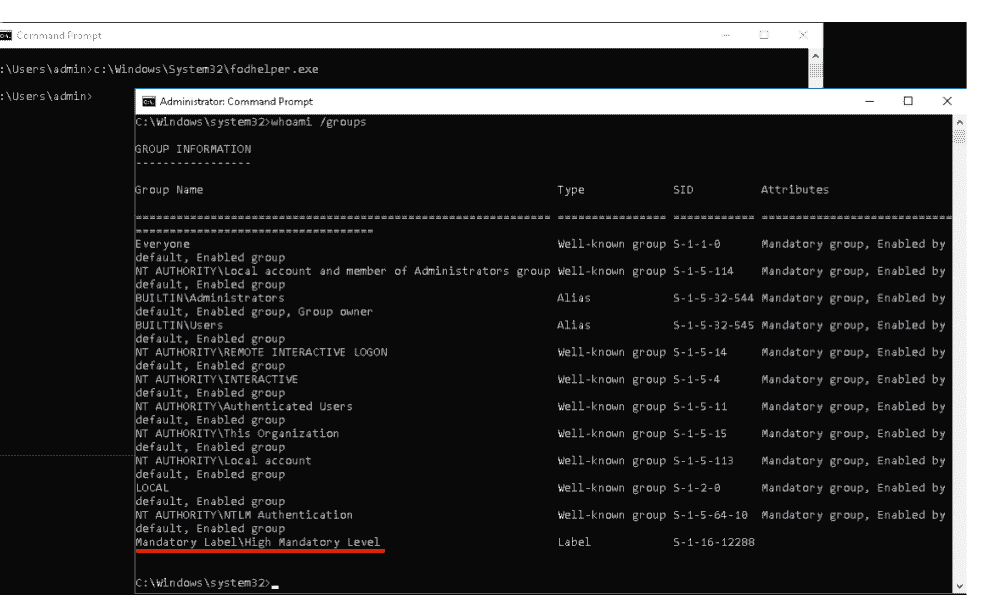 Command Prompt
:\Users\admin>c:\Windows\System32\fodhelper.exe
:\Users\admin>
Administrator: Command Prompt
C:\Windows\system32>whoami /groups
GROUP INFORMATION
-----------------
Group Name Type SID Attributes
============================================================= ================ ============ ============================
===================================
Everyone Well-known group S-1-1-0 Mandatory group, Enabled by
default, Enabled group
NT AUTHORITY\Local account and member of Administrators group Well-known group S-1-5-114 Mandatory group, Enabled by
default, Enabled group
BUILTIN\Administrators Alias S-1-5-32-544 Mandatory group, Enabled by
default, Enabled group, Group owner
BUILTIN\Users Alias S-1-5-32-545 Mandatory group, Enabled by
default, Enabled group
NT AUTHORITY\REMOTE INTERACTIVE LOGON Well-known group S-1-5-14 Mandatory group, Enabled by
default, Enabled group
NT AUTHORITY\INTERACTIVE Well-known group S-1-5-4 Mandatory group, Enabled by
default, Enabled group
NT AUTHORITY\Authenticated Users Well-known group S-1-5-11 Mandatory group, Enabled by
default, Enabled group
NT AUTHORITY\This Organization Well-known group S-1-5-15 Mandatory group, Enabled by
default, Enabled group
NT AUTHORITY\Local account Well-known group S-1-5-113 Mandatory group, Enabled by
default, Enabled group
LOCAL Well-known group S-1-2-0 Mandatory group, Enabled by
default, Enabled group
NT AUTHORITY\NTLM Authentication Well-known group S-1-5-64-10 Mandatory group, Enabled by
default, Enabled group
Mandatory Label\High Mandatory Level Label S-1-16-12288
C:\Windows\system32>